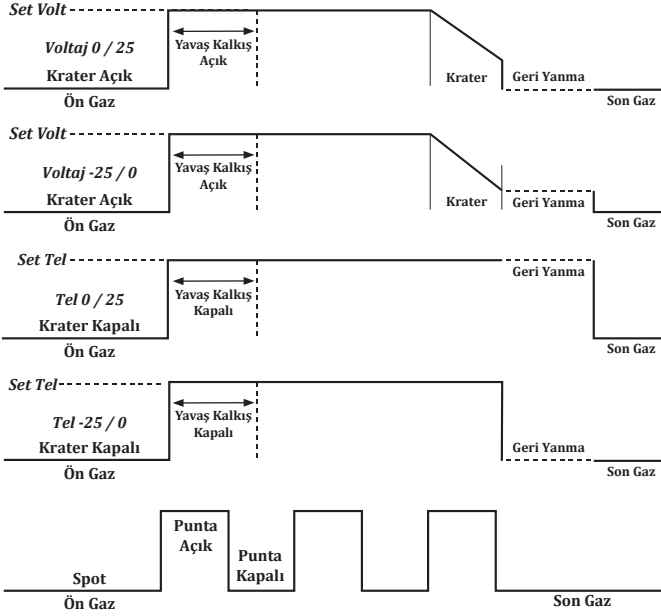 Set Volt
Voltaj 0 / 25
Krater Açık
Ön Gaz
Yavaş Kalkış
Açık
Krater
Geri Yanma
Son Gaz
Set Volt
Voltaj -25 / 0
Krater Açık
Ön Gaz
Yavaş Kalkış
Açık
Krater
Geri Yanma
Son Gaz
Set Tel
Tel 0 / 25
Krater Kapalı
Ön Gaz
Yavaş Kalkış
Kapalı
Geri Yanma
Son Gaz
Set Tel
Tel -25 / 0
Krater Kapalı
Ön Gaz
Yavaş Kalkış
Kapalı
Geri Yanma
Son Gaz
Spot
Ön Gaz
Punta
Açık
Punta
Kapalı
Son Gaz